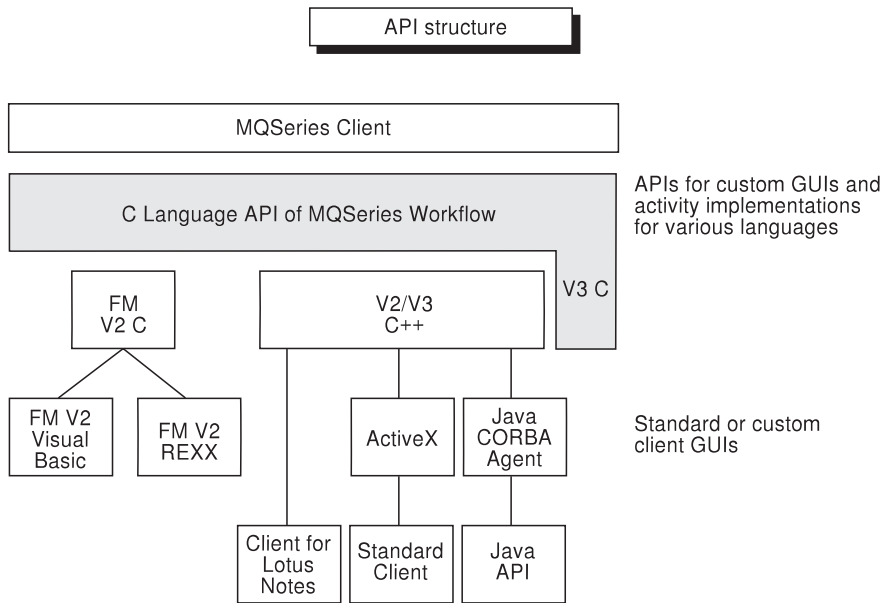 API structure
MQSeries Client
C Language API of MQSeries Workflow
V3 C
APIs for custom GUIs and
activity implementations
for various languages
FM
V2 C
V2/V3
C++
FM V2
Visual
Basic
FM V2
REXX
ActiveX
Java
CORBA
Agent
Standard or custom
client GUIs
Client for
Lotus
Notes
Standard
Client
Java
API